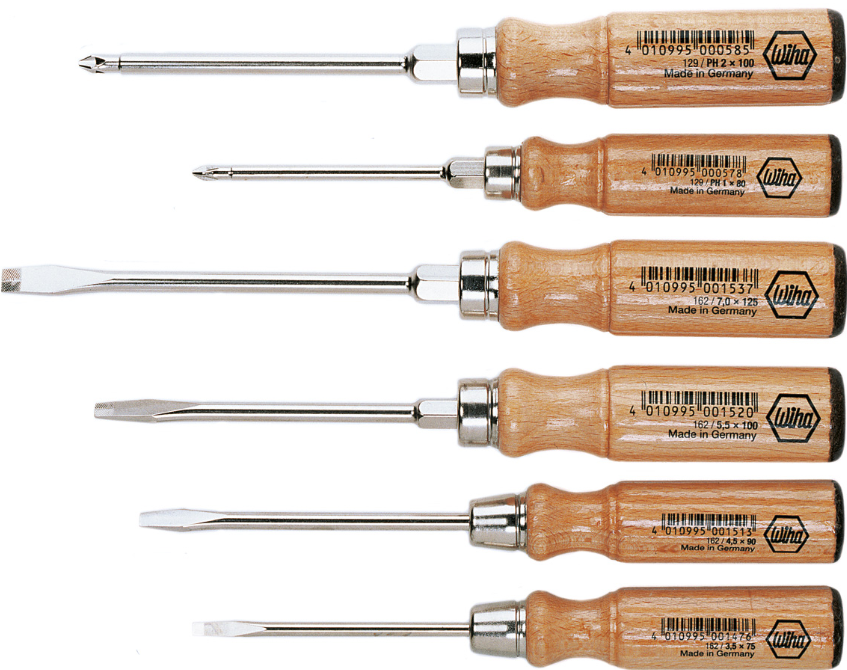 4 010995 000585
129 / PH 2 × 100
Made in Germany
Wiha
4 010995 000578
129 / PH 1 × 80
Made in Germany
Wiha
4 010995 001537
162 / 7,0 × 125
Made in Germany
Wiha
4 010995 001520
162 / 5,5 × 100
Made in Germany
Wiha
4 010995 001513
162 / 4,5 × 90
Made in Germany
Wiha
4 010995 001476
162 / 3,5 × 75
Made in Germany
Wiha